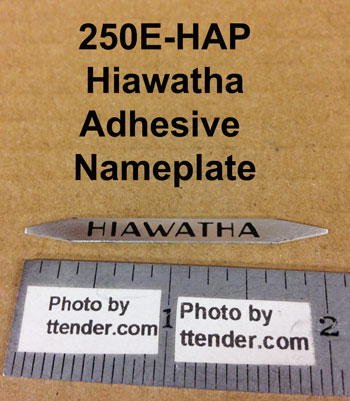 250E-HAP
Hiawatha
Adhesive
Nameplate
HIAWATHA
Photo by
ttender.com
1
Photo by
ttender.com
2